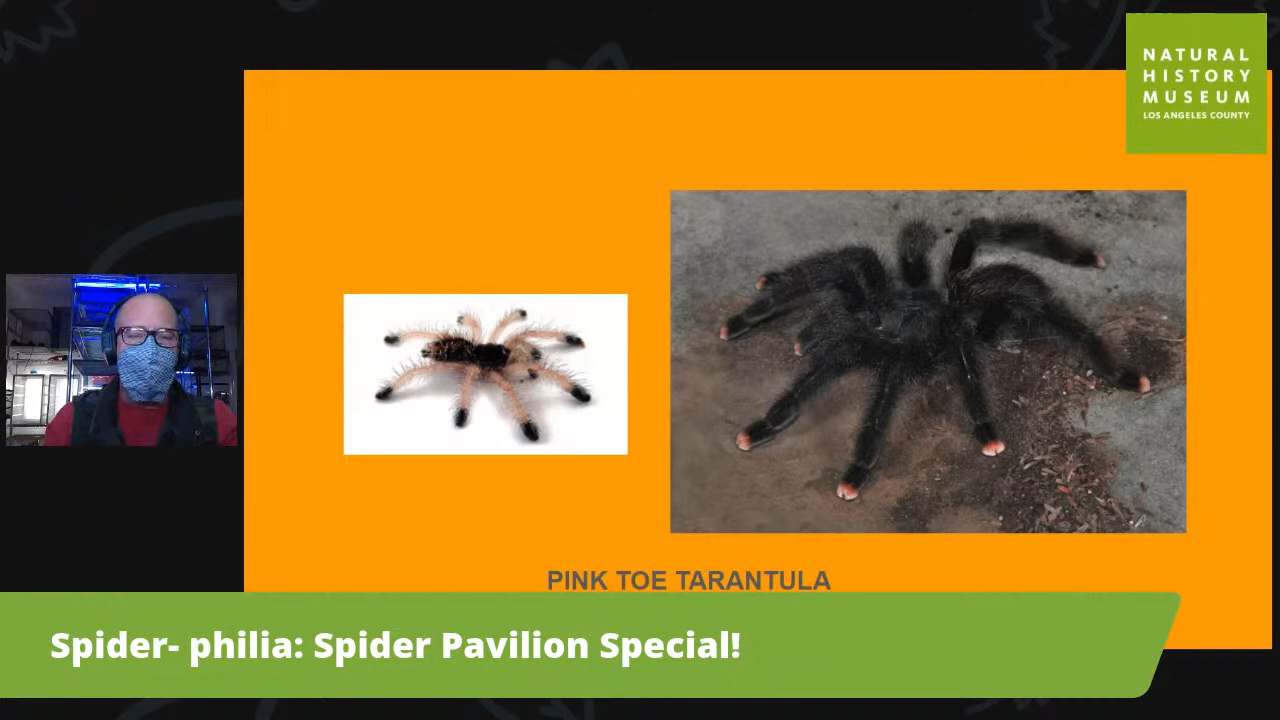 NATURAL
HISTORY
MUSEUM
LOS ANGELES COUNTY
PINK TOE TARANTULA
Spider- philia: Spider Pavilion Special!